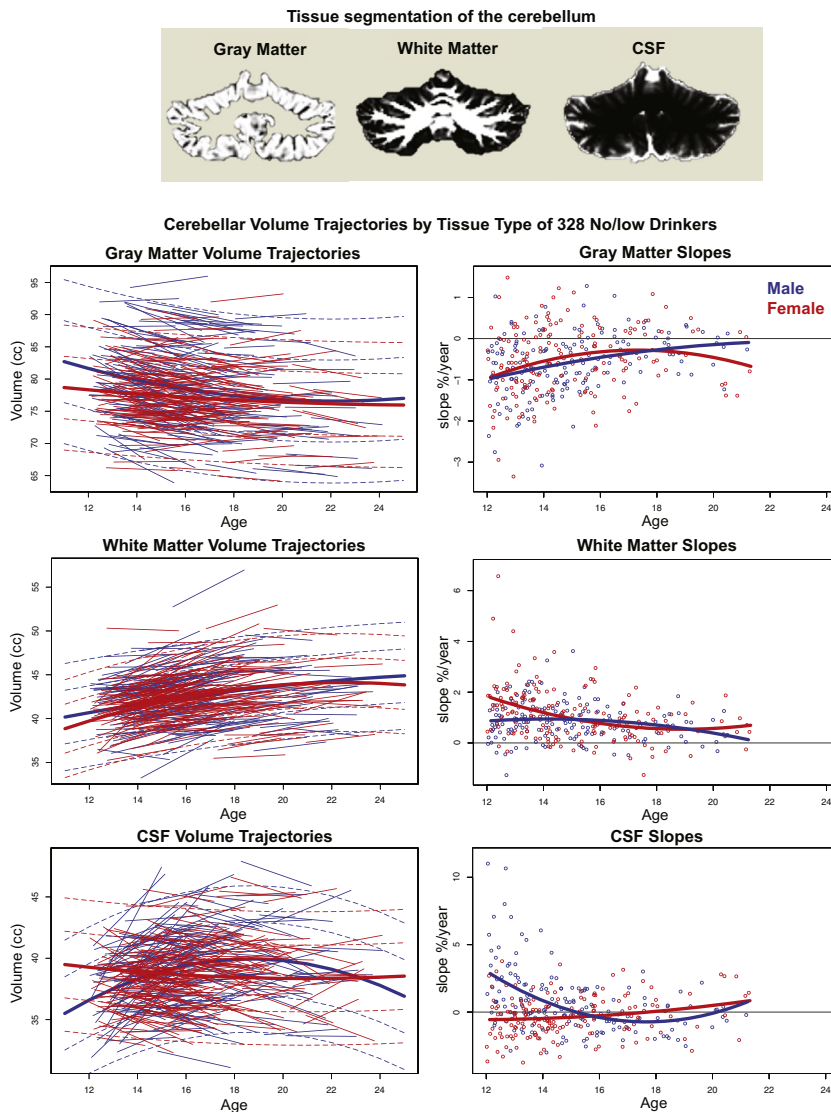 Tissue segmentation of the cerebellum
Gray Matter White Matter CSF
Cerebellar Volume Trajectories by Tissue Type of 328 No/low Drinkers
Gray Matter Volume Trajectories
Volume (cc)
95
90
85
80
75
70
65
12 14 16 18 20 22 24
Age
Gray Matter Slopes
Male
Female
slope %/year
1
0
-1
-2
-3
12 14 16 18 20 22 24
Age
White Matter Volume Trajectories
Volume (cc)
55
50
45
40
35
12 14 16 18 20 22 24
Age
White Matter Slopes
slope %/year
6
4
2
0
12 14 16 18 20 22 24
Age
CSF Volume Trajectories
Volume (cc)
45
40
35
12 14 16 18 20 22 24
Age
CSF Slopes
slope %/year
10
5
0
12 14 16 18 20 22 24
Age